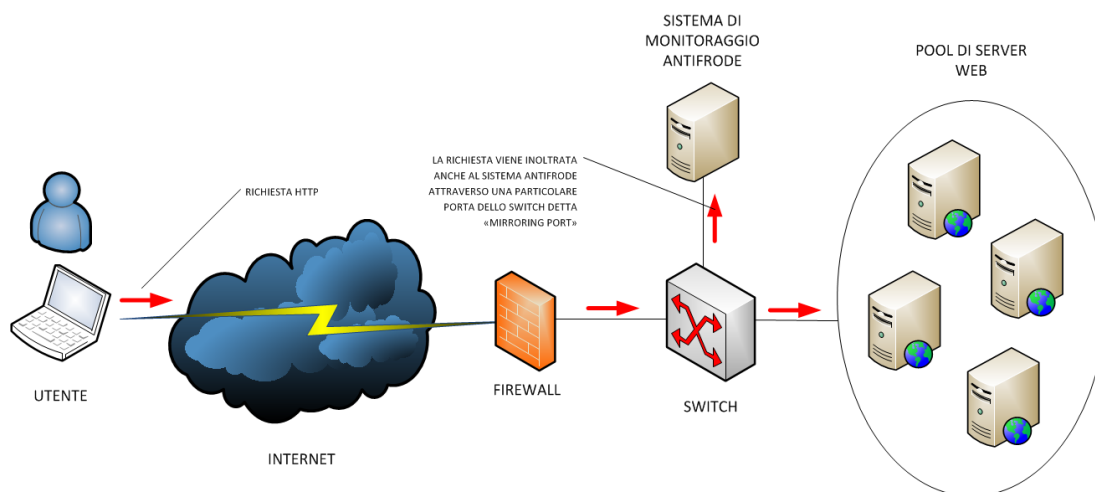 SISTEMA DI
MONITORAGGIO
ANTIFRODE
POOL DI SERVER
WEB
LA RICHIESTA VIENE INOLTRATA
ANCHE AL SISTEMA ANTIFRODE
ATTRAVERSO UNA PARTICOLARE
PORTA DELLO SWITCH DETTA
«MIRRORING PORT»
RICHIESTA HTTP
UTENTE
INTERNET
FIREWALL
SWITCH